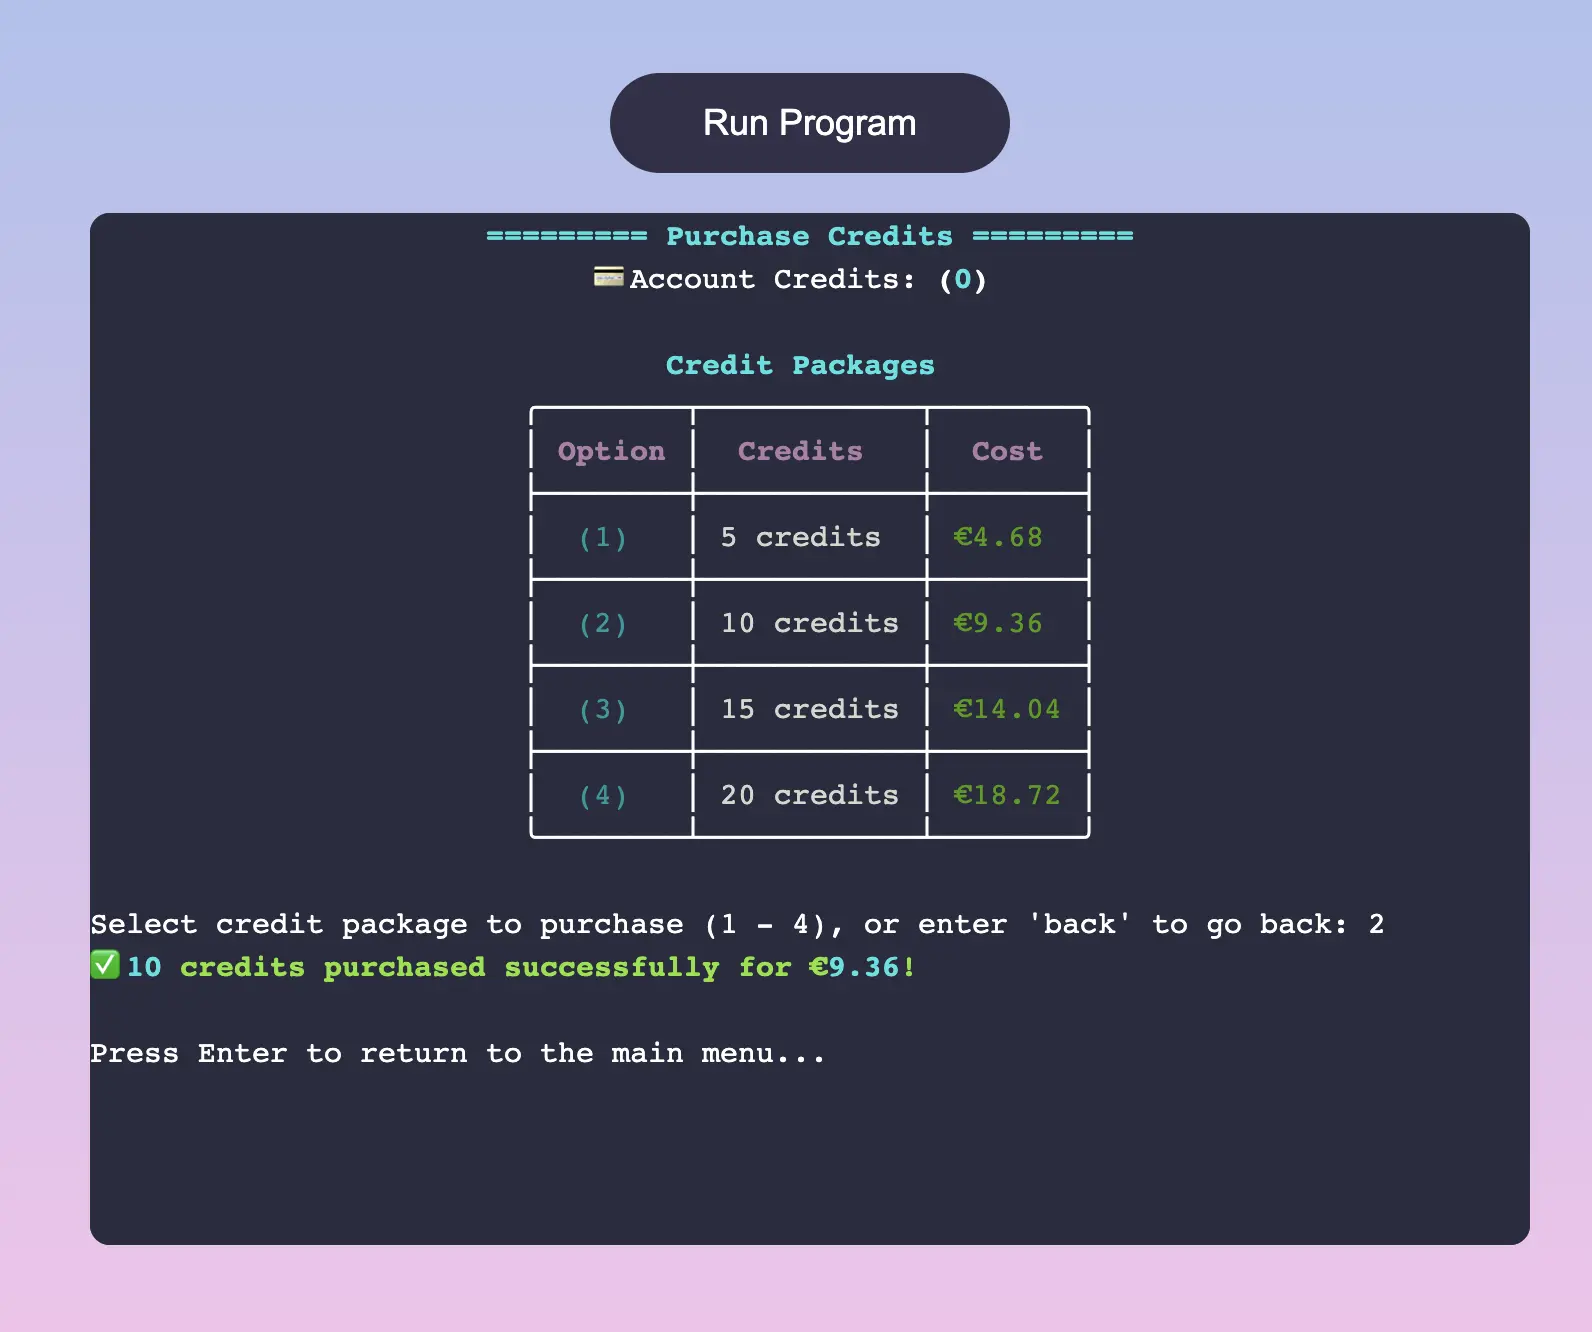 Run Program
========= Purchase Credits =========
💳Account Credits: (0)
Credit Packages
Option Credits Cost
(1) 5 credits €4.68
(2) 10 credits €9.36
(3) 15 credits €14.04
(4) 20 credits €18.72
Select credit package to purchase (1 - 4), or enter 'back' to go back: 2
✅10 credits purchased successfully for €9.36!
Press Enter to return to the main menu...